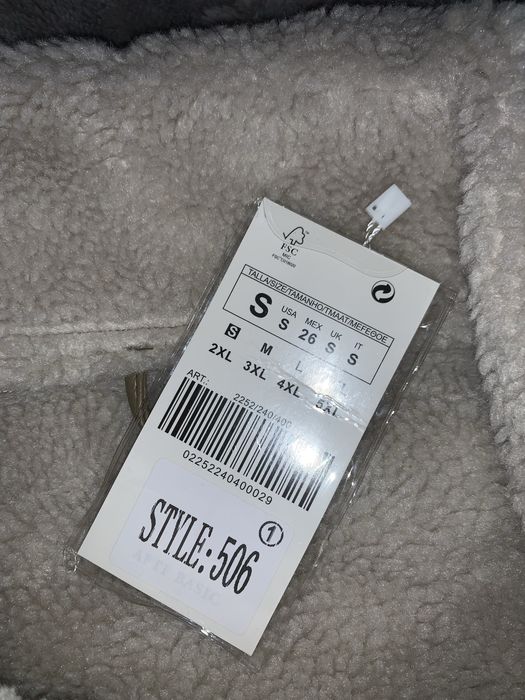 FSC
MIX
TALLA/SIZE/TAMANHO/TMAAT/ΜΕΓΕΘΟΣ
S USA S MEX 26 UK S IT S
S M L
2XL 3XL 4XL 5XL
ART.: 2252/240/400
02252240400029
STYLE:506
1